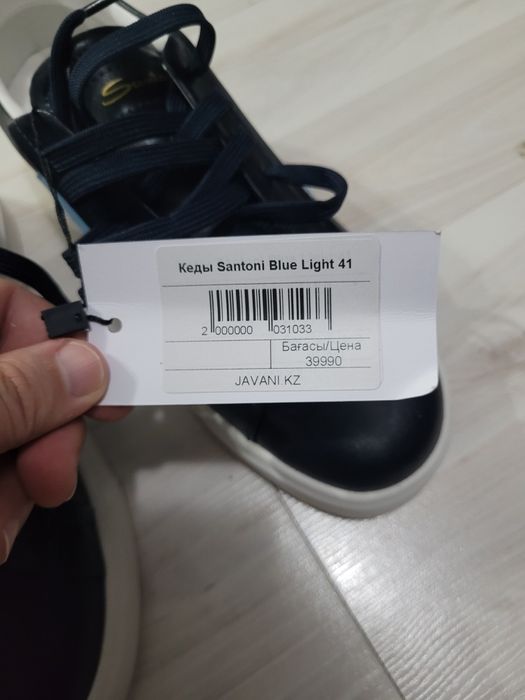 Кеды Santoni Blue Light 41
2 000000 031033
Бағасы/Цена
39990
JAVANI.KZ